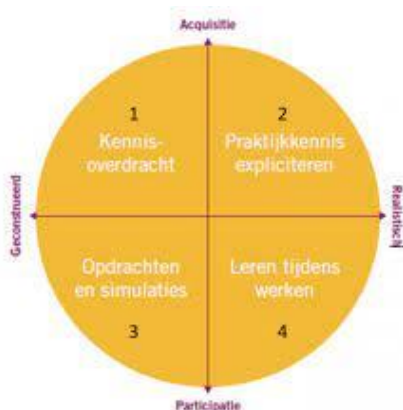 Acquisitie
1
Kennis-
overdracht
2
Praktijkkennis
expliciteren
Geconstrueerd
Realistisch
Opdrachten
en simulaties
3
Leren tijdens
werken
4
Participatie